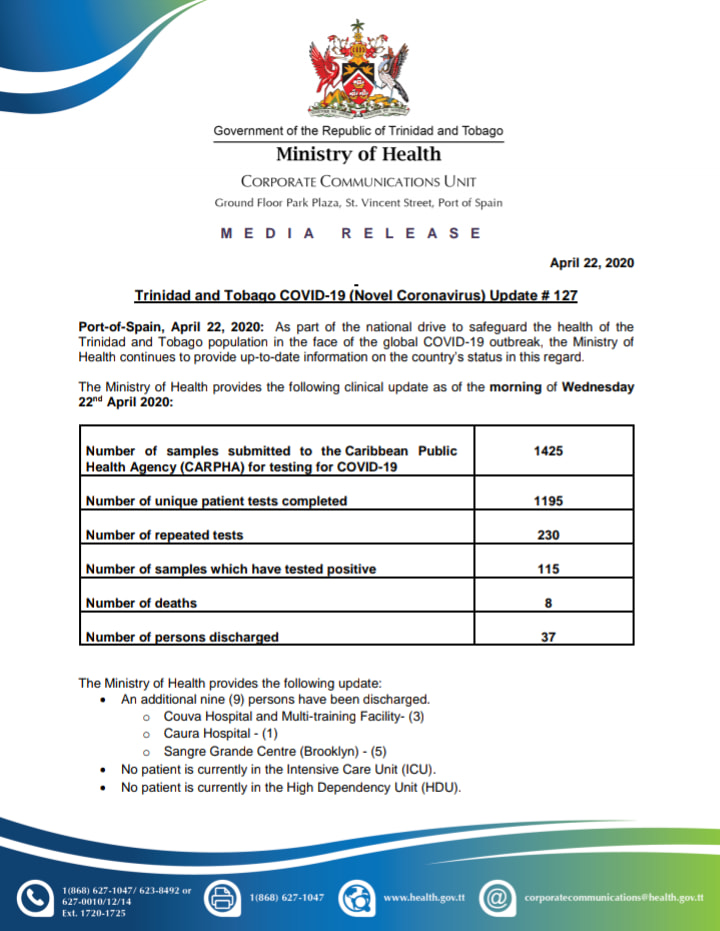 Government of the Republic of Trinidad and Tobago
Ministry of Health
CORPORATE COMMUNICATIONS UNIT
Ground Floor Park Plaza, St. Vincent Street, Port of Spain
MEDIA RELEASE
April 22, 2020
Trinidad and Tobago COVID-19 (Novel Coronavirus) Update # 127
Port-of-Spain, April 22, 2020: As part of the national drive to safeguard the health of the
Trinidad and Tobago population in the face of the global COVID-19 outbreak, the Ministry of
Health continues to provide up-to-date information on the country's status in this regard.
The Ministry of Health provides the following clinical update as of the morning of Wednesday
22nd April 2020:
Number of samples submitted to the Caribbean Public 1425
Health Agency (CARPHA) for testing for COVID-19
Number of unique patient tests completed 1195
Number of repeated tests 230
Number of samples which have tested positive 115
Number of deaths 8
Number of persons discharged 37
The Ministry of Health provides the following update:
• An additional nine (9) persons have been discharged.
o Couva Hospital and Multi-training Facility- (3)
o Caura Hospital - (1)
o Sangre Grande Centre (Brooklyn) - (5)
• No patient is currently in the Intensive Care Unit (ICU).
• No patient is currently in the High Dependency Unit (HDU).
1(868) 627-1047/ 623-8492 or
627-0010/12/14
Ext. 1720-1725
1(868) 627-1047
www.health.gov.tt
@
corporatecommunications@health.gov.tt